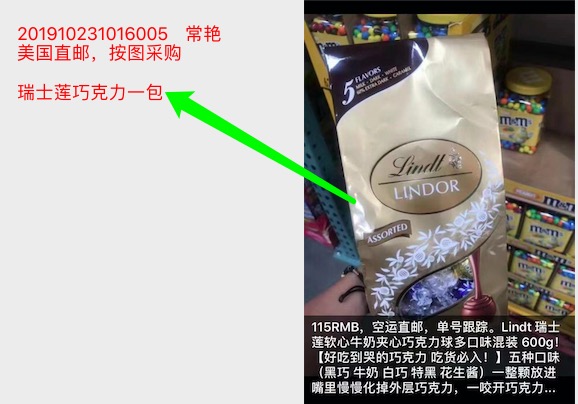 201910231016005 常艳
美国直邮，按图采购
瑞士莲巧克力一包
5 FLAVORS
MILK · DARK · WHITE
60% EXTRA DARK · CARAMEL
Lindt
LINDOR
ASSORTED
m&m's
115RMB，空运直邮，单号跟踪。Lindt 瑞士
莲软心牛奶夹心巧克力球多口味混装 600g！
【好吃到哭的巧克力 吃货必入！】五种口味
（黑巧 牛奶 白巧 特黑 花生酱）一整颗放进
嘴里慢慢化掉外层巧克力，一咬开巧克力...